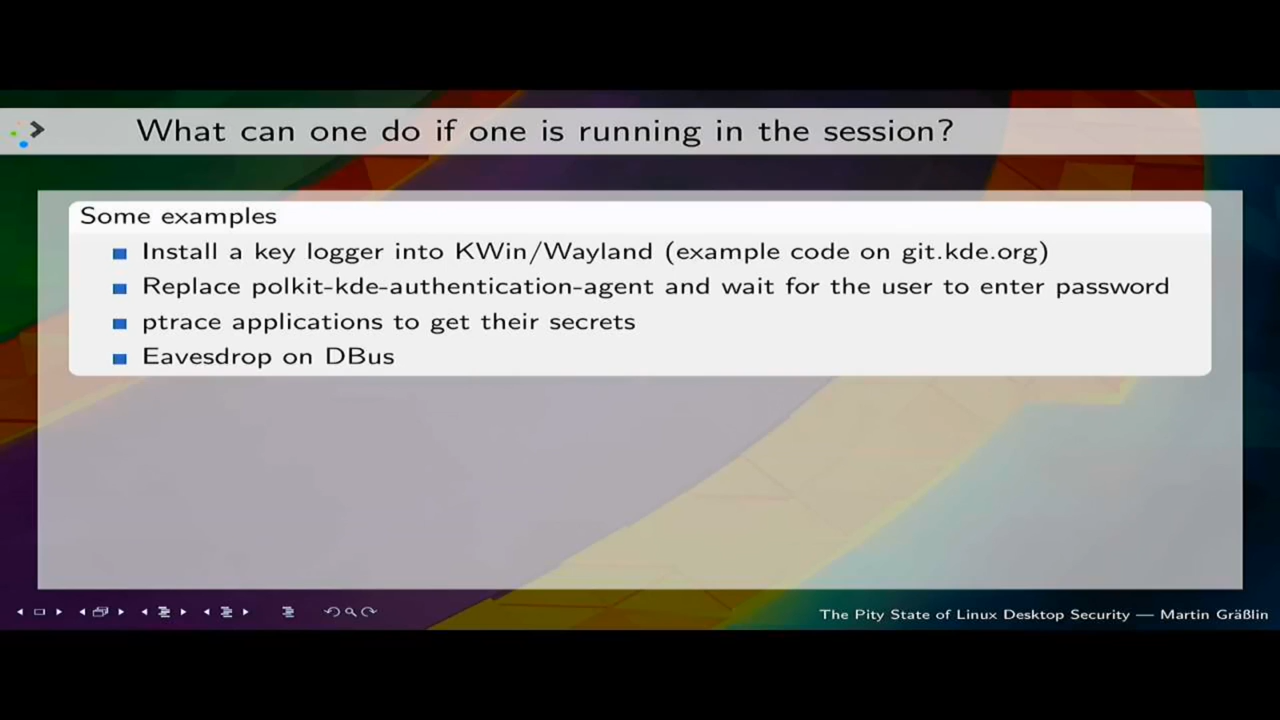 What can one do if one is running in the session?
Some examples
Install a key logger into KWin/Wayland (example code on git.kde.org)
Replace polkit-kde-authentication-agent and wait for the user to enter password
ptrace applications to get their secrets
Eavesdrop on DBus
The Pity State of Linux Desktop Security — Martin Gräßlin